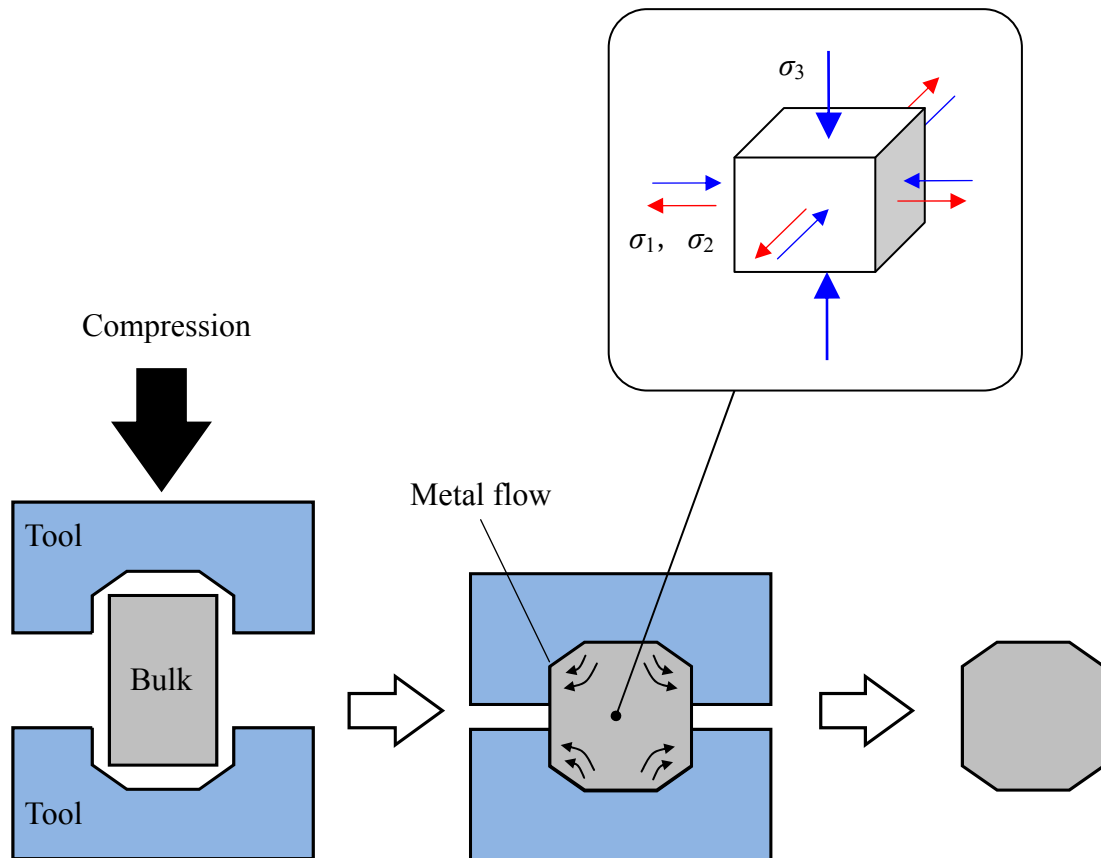 σ3
σ1, σ2
Compression
Metal flow
Tool
Bulk
Tool